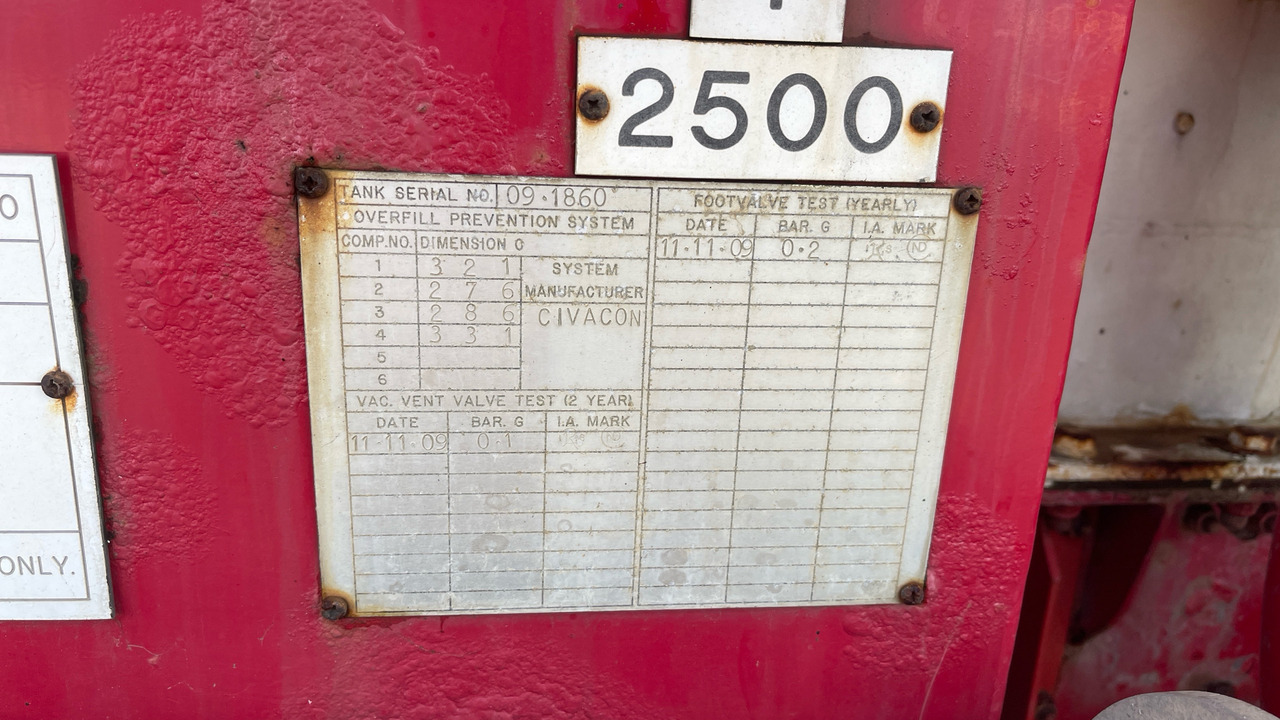 2500
TANK SERIAL NO. 09·1860
OVERFILL PREVENTION SYSTEM
COMP.NO. DIMENSION C
1 321 SYSTEM
2 276 MANUFACTURER
3 286 CIVACON
4 331
5
6
VAC. VENT VALVE TEST (2 YEAR)
DATE BAR. G I.A. MARK
11·11·09 0·1
FOOTVALVE TEST (YEARLY)
DATE BAR. G I.A. MARK
11·11·09 0·2
0
ONLY.